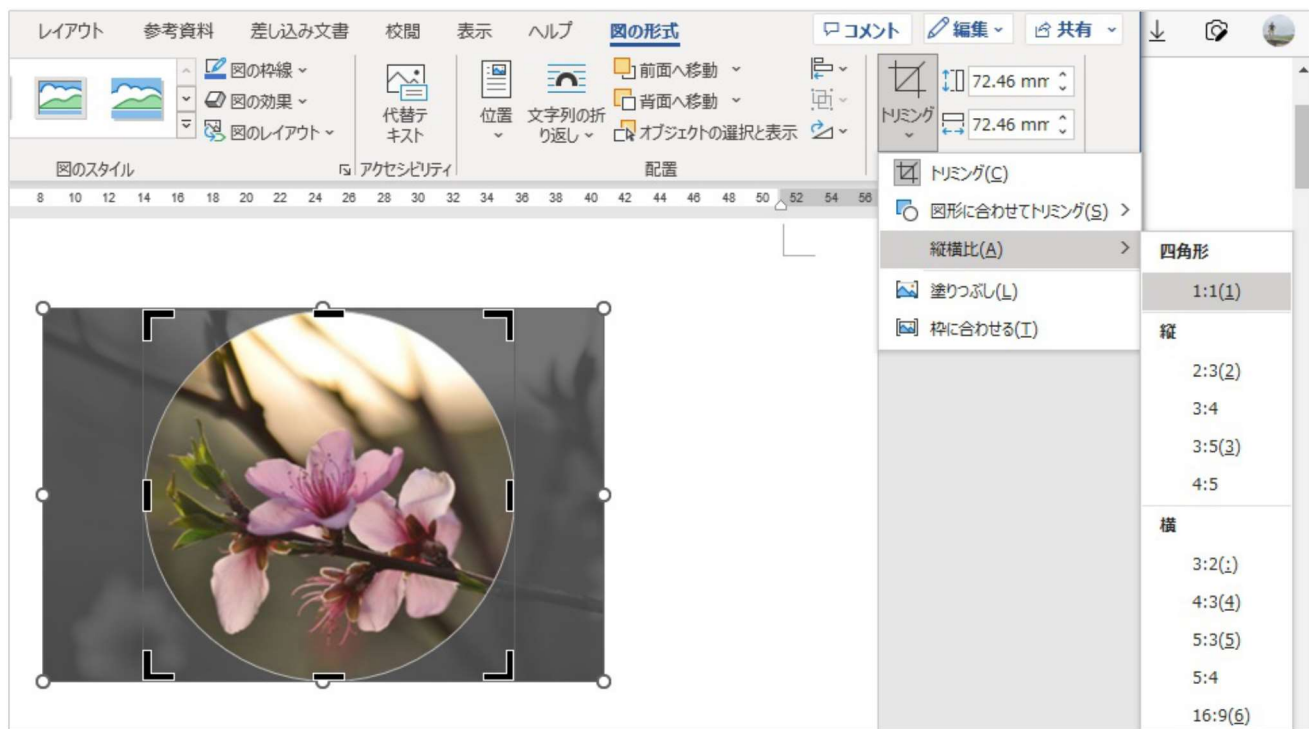 レイアウト 参考資料 差し込み文書 校閲 表示 ヘルプ 図の形式 コメント 編集 共有
図の枠線
図の効果
図のレイアウト
図のスタイル
代替テ
キスト
アクセシビリティ
位置
文字列の折
り返し
前面へ移動
背面へ移動
オブジェクトの選択と表示
配置
トリミング
72.46 mm
72.46 mm
8 10 12 14 16 18 20 22 24 26 28 30 32 34 36 38 40 42 44 46 48 50 52 54 56
トリミング(C)
図形に合わせてトリミング(S)
縦横比(A)
塗りつぶし(L)
枠に合わせる(T)
四角形
1:1(1)
縦
2:3(2)
3:4
3:5(3)
4:5
横
3:2(:)
4:3(4)
5:3(5)
5:4
16:9(6)